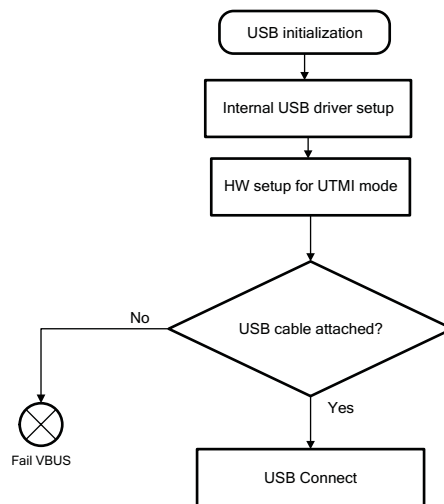 USB initialization
Internal USB driver setup
HW setup for UTMI mode
USB cable attached?
No
Yes
Fail VBUS
USB Connect